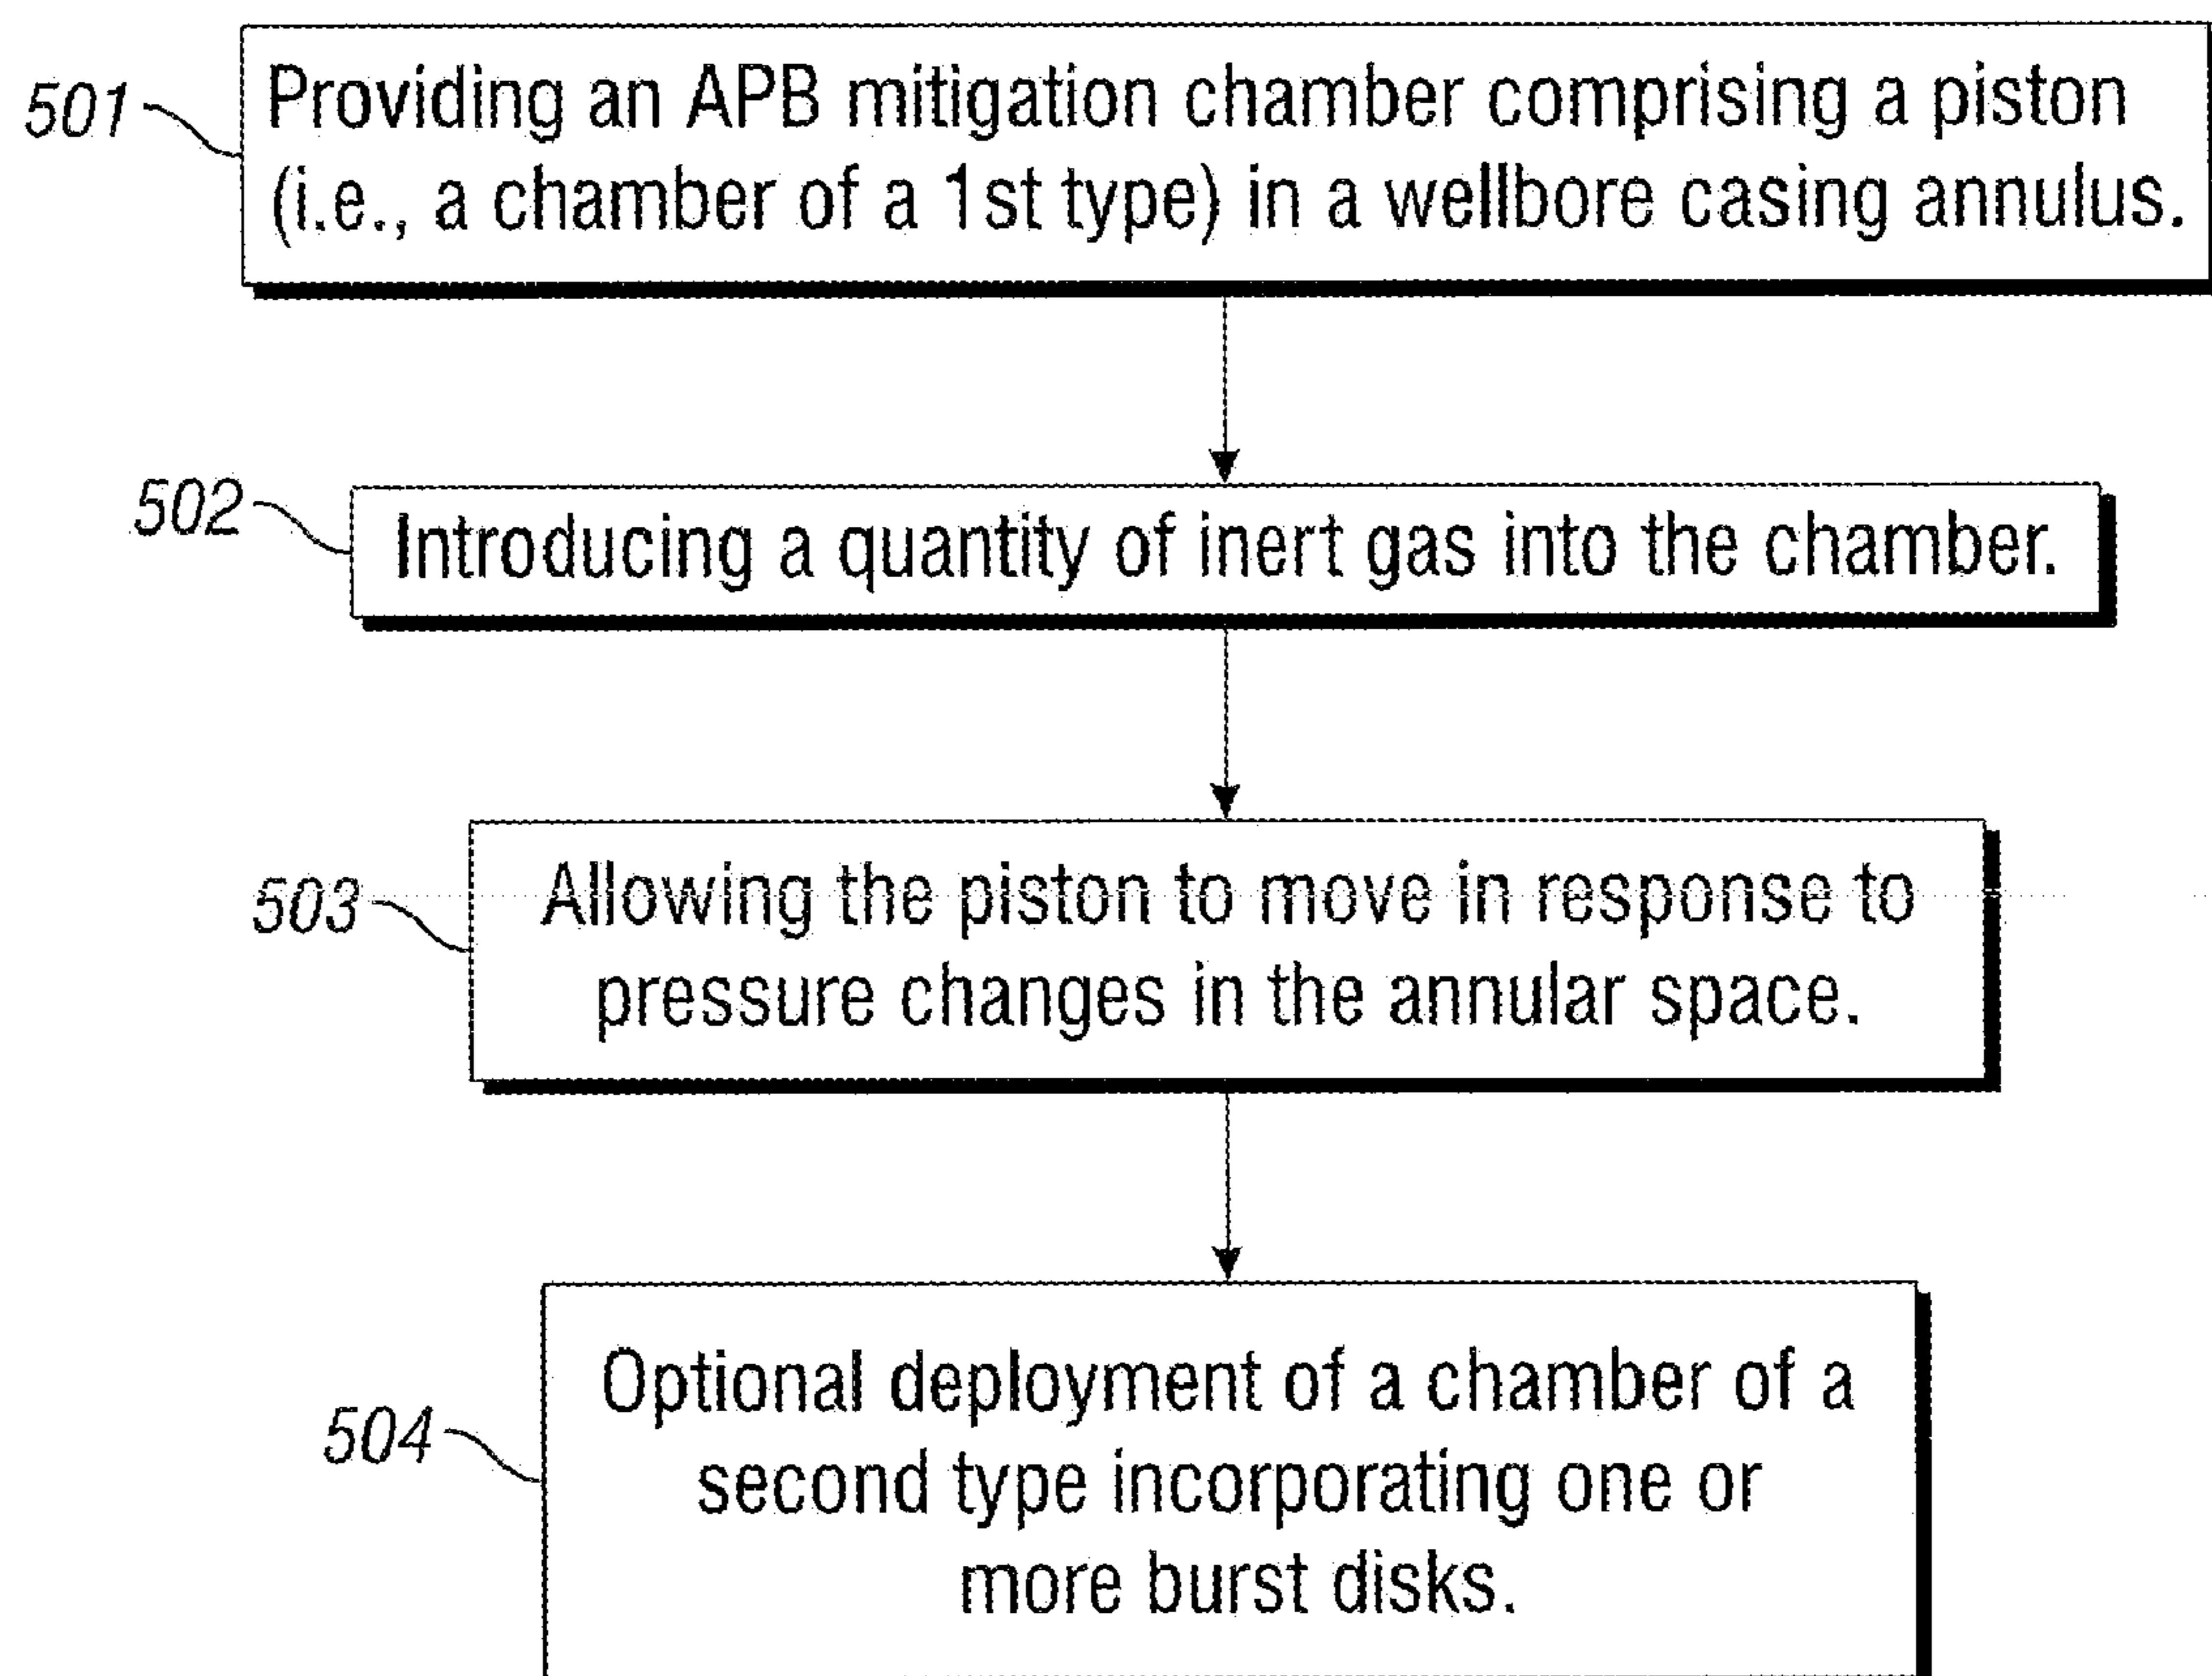 501
Providing an APB mitigation chamber comprising a piston
(i.e., a chamber of a 1st type) in a wellbore casing annulus.
502
Introducing a quantity of inert gas into the chamber.
503
Allowing the piston to move in response to
pressure changes in the annular space.
504
Optional deployment of a chamber of a
second type incorporating one or
more burst disks.